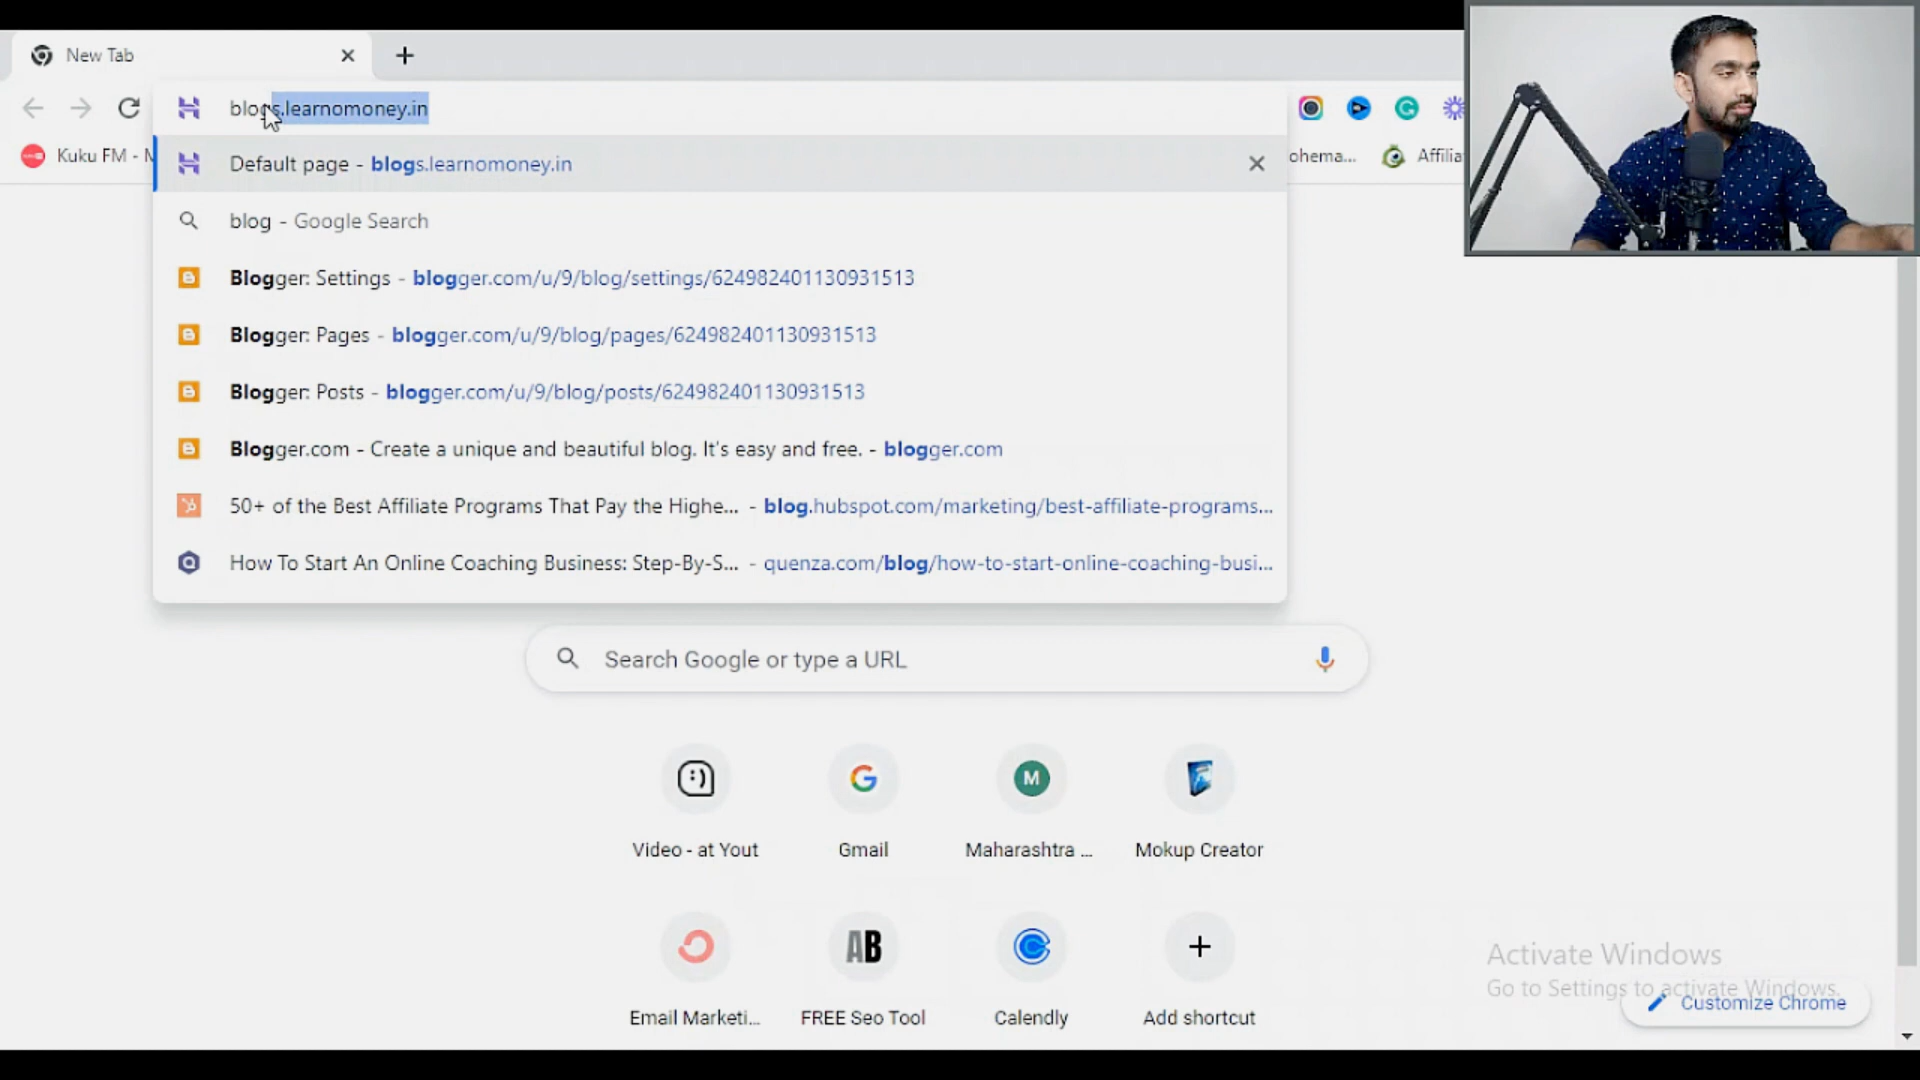 New Tab
blogs.learnomoney.in
Kuku FM - M
ohema...
Affilia
Default page - blogs.learnomoney.in
blog - Google Search
Blogger: Settings - blogger.com/u/9/blog/settings/624982401130931513
Blogger: Pages - blogger.com/u/9/blog/pages/624982401130931513
Blogger: Posts - blogger.com/u/9/blog/posts/624982401130931513
Blogger.com - Create a unique and beautiful blog. It's easy and free. - blogger.com
50+ of the Best Affiliate Programs That Pay the Highe... - blog.hubspot.com/marketing/best-affiliate-programs...
How To Start An Online Coaching Business: Step-By-S... - quenza.com/blog/how-to-start-online-coaching-busi...
Search Google or type a URL
M
Video - at Yout
Gmail
Maharashtra ...
Mokup Creator
AB
Email Marketi...
FREE Seo Tool
Calendly
Add shortcut
Activate Windows
Go to Settings to activate Windows.
Customize Chrome